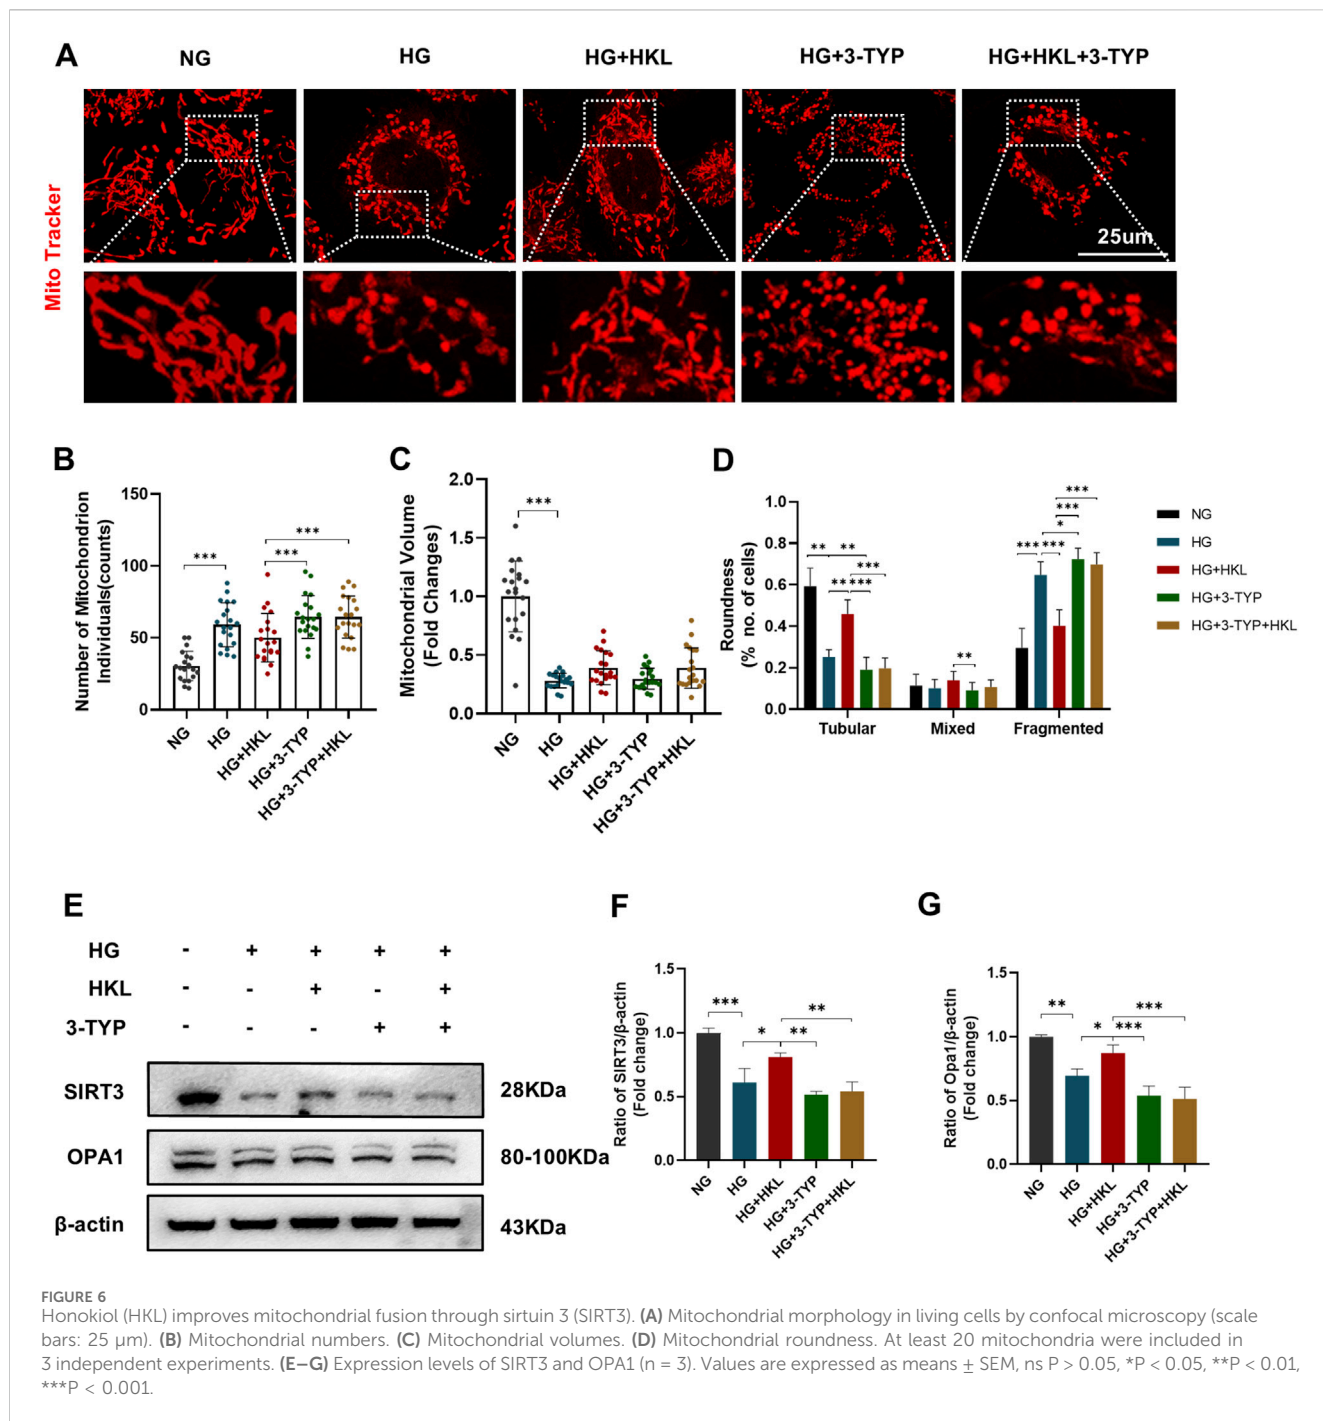 A
NG
HG
HG+HKL
HG+3-TYP
HG+HKL+3-TYP
Mito Tracker
25um
B
Number of Mitochondrion
Individuals(counts)
150
100
50
0
***
***
***
NG
HG
HG+HKL
HG+3-TYP
HG+3-TYP+HKL
C
Mitochondrial Volume
(Fold Changes)
2.0
1.5
1.0
0.5
0.0
***
NG
HG
HG+HKL
HG+3-TYP
HG+3-TYP+HKL
D
Roundness
(% no. of cells)
1.0
0.8
0.6
0.4
0.2
0.0
** **
***
** ***
**
***
***
*
*** ***
Tubular
Mixed
Fragmented
NG
HG
HG+HKL
HG+3-TYP
HG+3-TYP+HKL
E
HG - + + + +
HKL - - + - +
3-TYP - - - + +
SIRT3 28KDa
OPA1 80-100KDa
β-actin 43KDa
F
Ratio of SIRT3/β-actin
(Fold change)
1.5
1.0
0.5
0.0
***
**
* **
NG
HG
HG+HKL
HG+3-TYP
HG+3-TYP+HKL
G
Ratio of Opa1/β-actin
(Fold change)
1.5
1.0
0.5
0.0
**
***
* ***
NG
HG
HG+HKL
HG+3-TYP
HG+3-TYP+HKL
FIGURE 6
Honokiol (HKL) improves mitochondrial fusion through sirtuin 3 (SIRT3). (A) Mitochondrial morphology in living cells by confocal microscopy (scale
bars: 25 µm). (B) Mitochondrial numbers. (C) Mitochondrial volumes. (D) Mitochondrial roundness. At least 20 mitochondria were included in
3 independent experiments. (E–G) Expression levels of SIRT3 and OPA1 (n = 3). Values are expressed as means ± SEM, ns P > 0.05, *P < 0.05, **P < 0.01,
***P < 0.001.